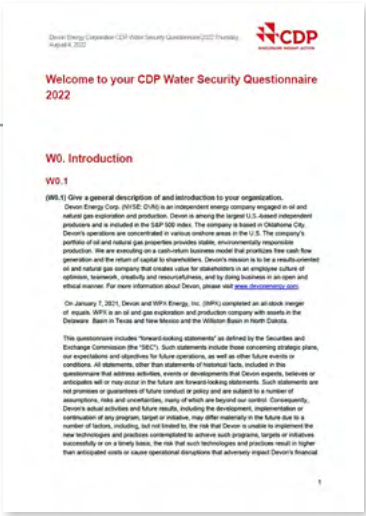 Devon Energy Corporation CDP Water Security Questionnaire 2022 Thursday,
August 4, 2022
CDP
DISCLOSURE INSIGHT ACTION
Welcome to your CDP Water Security Questionnaire
2022
W0. Introduction
W0.1
(W0.1) Give a general description of and introduction to your organization.
Devon Energy Corp. (NYSE: DVN) is an independent energy company engaged in oil and
natural gas exploration and production. Devon is among the largest U.S.-based independent
producers and is included in the S&P 500 index. The company is based in Oklahoma City.
Devon's operations are concentrated in various onshore areas in the U.S. The company's
portfolio of oil and natural gas properties provides stable, environmentally responsible
production. We are executing on a cash-return business model that prioritizes free cash flow
generation and the return of capital to shareholders. Devon's mission is to be a results-oriented
oil and natural gas company that creates value for stakeholders in an employee culture of
optimism, teamwork, creativity and resourcefulness, and by doing business in an open and
ethical manner. For more information about Devon, please visit www.devonenergy.com.
On January 7, 2021, Devon and WPX Energy, Inc. (WPX) completed an all-stock merger
of equals. WPX is an oil and gas exploration and production company with assets in the
Delaware Basin in Texas and New Mexico and the Williston Basin in North Dakota.
This questionnaire includes "forward-looking statements" as defined by the Securities and
Exchange Commission (the "SEC"). Such statements include those concerning strategic plans,
our expectations and objectives for future operations, as well as other future events or
conditions. All statements, other than statements of historical facts, included in this
questionnaire that address activities, events or developments that Devon expects, believes or
anticipates will or may occur in the future are forward-looking statements. Such statements are
not promises or guarantees of future conduct or policy and are subject to a number of
assumptions, risks and uncertainties, many of which are beyond our control. Consequently,
Devon's actual activities and future results, including the development, implementation or
continuation of any program, target or initiative, may differ materially in the future due to a
number of factors, including, but not limited to, the risk that Devon is unable to implement the
new technologies and practices contemplated to achieve such programs, targets or initiatives
successfully or on a timely basis, the risk that such technologies and practices result in higher
than anticipated costs or cause operational disruptions that adversely impact Devon's financial
1